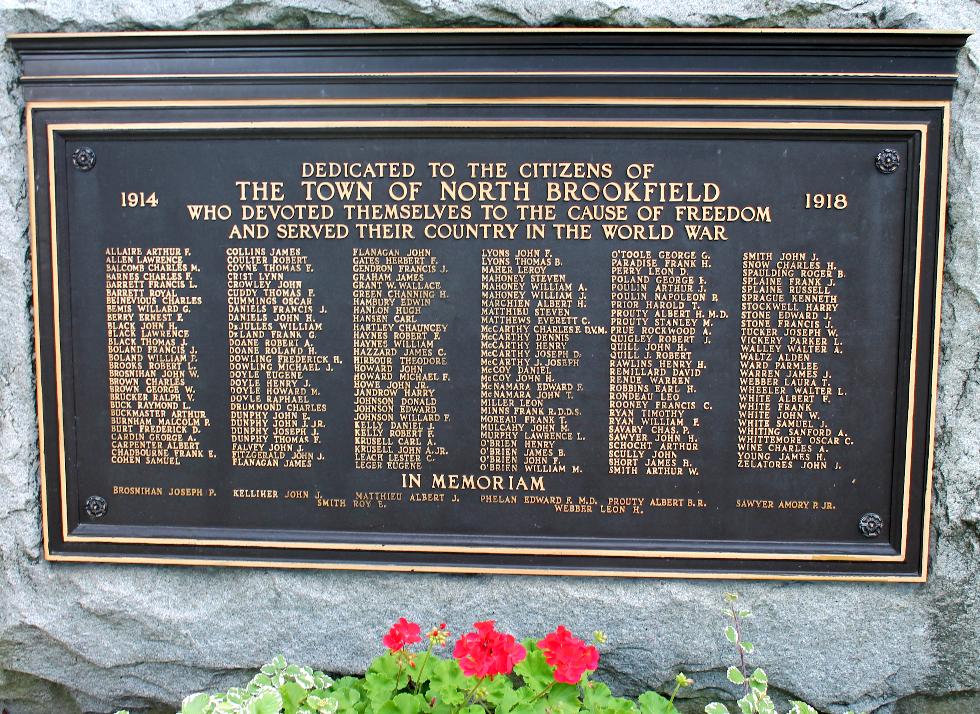 DEDICATED TO THE CITIZENS OF
1914 THE TOWN OF NORTH BROOKFIELD 1918
WHO DEVOTED THEMSELVES TO THE CAUSE OF FREEDOM
AND SERVED THEIR COUNTRY IN THE WORLD WAR
ALLAIRE ARTHUR F.
ALLEN LAWRENCE
BALCOMB CHARLES M.
BARNES CHARLES F.
BARRETT FRANCIS L.
BARRETT ROYAL
BEINEVIOUS CHARLES
BEMIS WILLARD G.
BERRY ERNEST E.
BLACK JOHN H.
BLACK LAWRENCE
BLACK THOMAS J.
BOLAND FRANCIS J.
BOLAND WILLIAM F.
BROOKS ROBERT L.
BROSNIHAN JOHN V.
BROWN CHARLES
BROWN GEORGE W.
BRUCKER RALPH V.
BUCK RAYMOND L.
BUCKMASTER ARTHUR
BURNHAM MALCOLM P.
BURT FREDERICK D.
CARDIN GEORGE A.
CARPENTER ALBERT
CHADBOURNE FRANK E.
COHEN SAMUEL
COLLINS JAMES
COULTER ROBERT
COYNE THOMAS F.
CRIST LYNN
CROWLEY JOHN
CUDDY THOMAS F.
CUMMINGS OSCAR
DANIELS FRANCIS J.
DANIELS JOHN H.
DeJULLES WILLIAM
DELAND FRANK G.
DOANE ROBERT A.
DOANE ROLAND H.
DOWLING FREDERICK H.
DOWLING MICHAEL J.
DOYLE EUGENE
DOYLE HENRY J.
DOYLE HOWARD M.
DOYLE RAPHAEL
DRUMMOND CHARLES
DUNPHY JOHN E.
DUNPHY JOHN J. JR.
DUNPHY JOSEPH L.
DUNPHY THOMAS F.
FALVEY JOHN J.
FITZGERALD JOHN J.
FLANAGAN JAMES
FLANAGAN JOHN
GATES HERBERT F.
GENDRON FRANCIS J.
GRAHAM JAMES
GRANT W. WALLACE
GREEN CHANNING H.
HAMBURY EDWIN
HANLON HUGH
HANSEN CARL
HARTLEY CHAUNCEY
HAYNES ROBERT F.
HAYNES WILLIAM
HAZZARD JAMES C.
HIRBOUR THEODORE
HOWARD JOHN
HOWARD MICHAEL F.
HOWE JOHN JR.
JANDROW HARRY
JOHNSON DONALD
JOHNSON EDWARD
JOHNSON WILLARD F.
KELLY DANIEL J.
KELLY ROBERT F.
KRUSELL CARL A.
KRUSELL JOHN A. JR.
LEACH LESTER C.
LEGER EUGENE
LYONS JOHN F.
LYONS THOMAS B.
MAHER LEROY
MAHONEY STEVEN
MAHONEY WILLIAM A.
MAHONEY WILLIAM J.
MARCHIEN ALBERT H.
MATTHIEU STEVEN
MATTHEWS EVERETT C.
McCARTHY CHARLES F. D.V.M.
McCARTHY DENNIS
McCARTHY HENRY
McCARTHY JOSEPH D.
McCARTHY J. JOSEPH
McCOY DANIEL
McCOY JOHN H.
McNAMARA EDWARD F.
McNAMARA JOHN T.
MILLER LEON
MINNS FRANK R. D.D.S.
MOREAU FRANK T.
MULCAHY JOHN M.
MURPHY LAWRENCE L.
O'BRIEN HENRY
O'BRIEN JAMES B.
O'BRIEN JOHN F.
O'BRIEN WILLIAM M.
O'TOOLE GEORGE G.
PARADISE FRANK H.
PERRY LEON D.
POLAND GEORGE F.
POULIN ARTHUR J.
POULIN NAPOLEON P.
PRIOR HAROLD T.
PROUTY ALBERT H. M.D.
PROUTY STANLEY M.
PRUE ROCKWOOD A.
QUIGLEY ROBERT J.
QUILL JOHN H.
QUILL J. ROBERT
RAWLINS HENRY H.
REMILLARD DAVID
RENDE WARREN
ROBBINS EARL H.
RONDEAU LEO
ROONEY FRANCIS C.
RYAN TIMOTHY
RYAN WILLIAM F.
SAVARY CHAS. P.
SAWYER JOHN H.
SCHOCHT ARTHUR
SCULLY JOHN
SHORT JAMES H.
SMITH ARTHUR W.
SMITH JOHN J.
SNOW CHARLES H.
SPAULDING ROGER B.
SPLAINE FRANK J.
SPLAINE RUSSELL
SPRAGUE KENNETH
STOCKWELL HARRY
STONE EDWARD J.
STONE FRANCIS J.
TUCKER JOSEPH W.
VICKERY PARKER L.
WALLEY WALTER A.
WALTZ ALDEN
WARD PARMLEE
WARREN JAMES J.
WEBBER LAURA T.
WHEELER WALTER L.
WHITE ALBERT F.
WHITE FRANK
WHITE JOHN W.
WHITE SAMUEL J.
WHITING SANFORD A.
WHITTEMORE OSCAR C.
WINE CHARLES A.
YOUNG JAMES H.
ZELATORES JOHN J.
IN MEMORIAM
BROSNIHAN JOSEPH P. KELLIHER JOHN J. MATTHIEU ALBERT J. PHELAN EDWARD F. M.D. PROUTY ALBERT B.R. SAWYER AMORY P. JR.
SMITH ROY E. WEBBER LEON H.